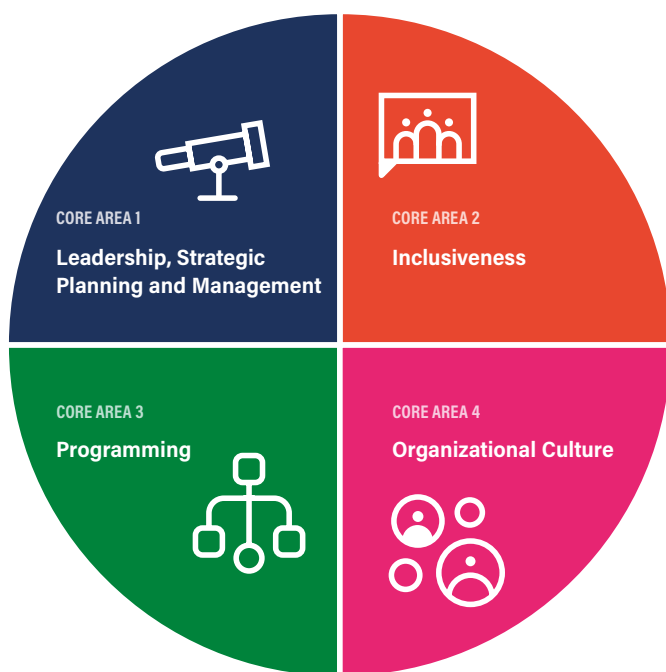 CORE AREA 1
Leadership, Strategic
Planning and Management
CORE AREA 2
Inclusiveness
CORE AREA 3
Programming
CORE AREA 4
Organizational Culture